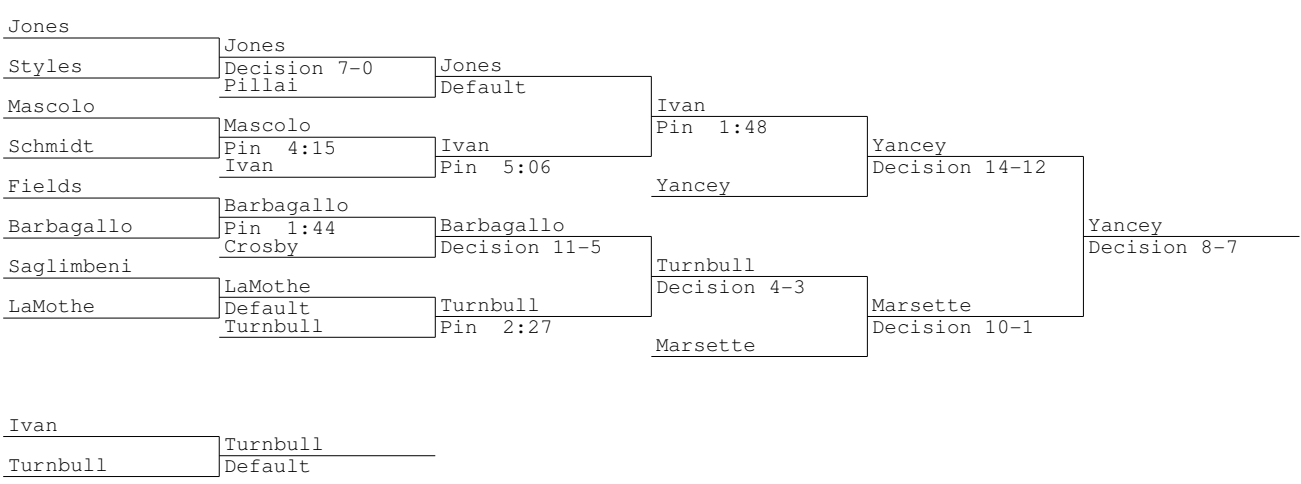 Jones
Styles
Mascolo
Schmidt
Fields
Barbagallo
Saglimbeni
LaMothe
Jones
Decision 7-0
Pillai
Mascolo
Pin 4:15
Ivan
Barbagallo
Pin 1:44
Crosby
LaMothe
Default
Turnbull
Jones
Default
Ivan
Pin 5:06
Barbagallo
Decision 11-5
Turnbull
Pin 2:27
Ivan
Pin 1:48
Yancey
Turnbull
Decision 4-3
Marsette
Yancey
Decision 14-12
Marsette
Decision 10-1
Yancey
Decision 8-7
Ivan
Turnbull
Turnbull
Default